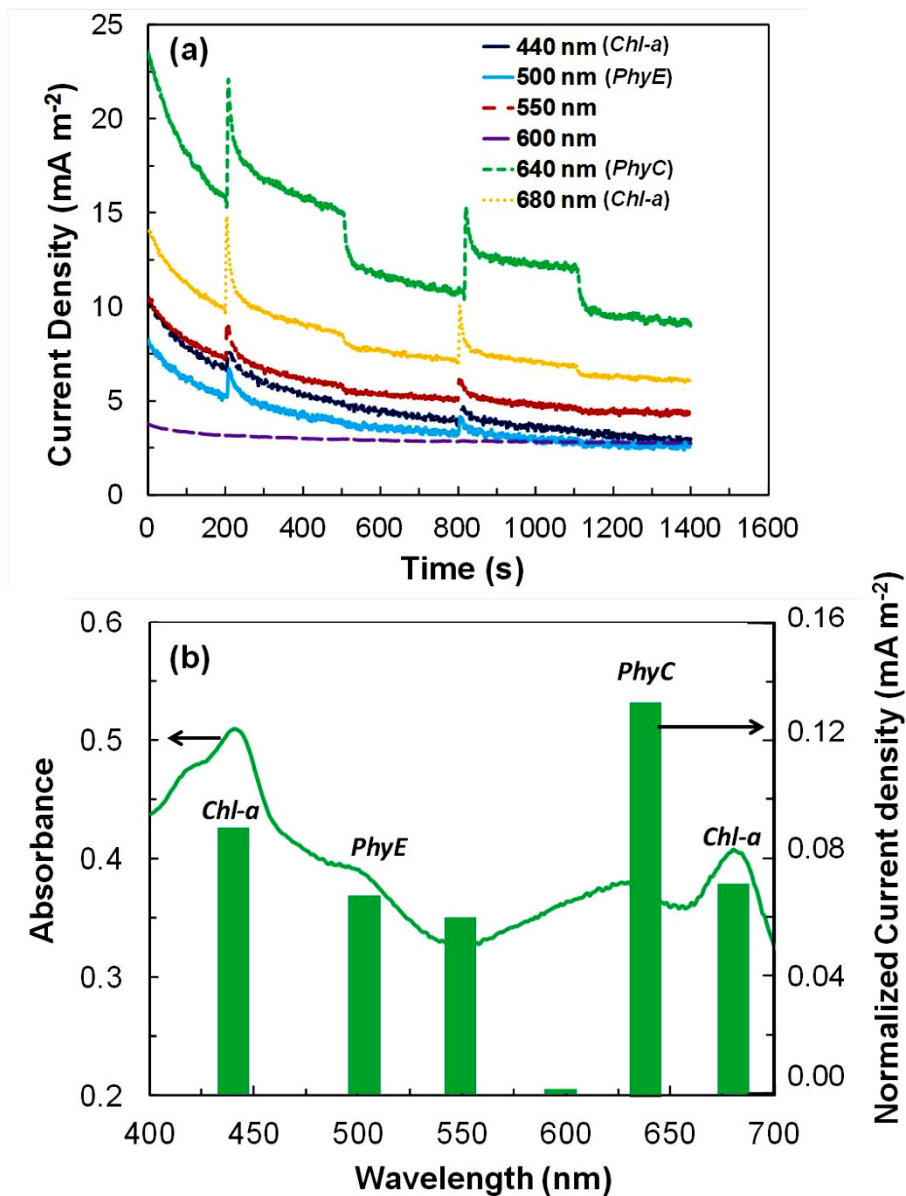 (a)
440 nm (Chl-a)
500 nm (PhyE)
550 nm
600 nm
640 nm (PhyC)
680 nm (Chl-a)
Current Density (mA m-2)
25
20
15
10
5
0
0 200 400 600 800 1000 1200 1400 1600
Time (s)
(b)
Absorbance
0.6
0.5
0.4
0.3
0.2
Chl-a
PhyE
PhyC
Chl-a
0.16
0.12
0.08
0.04
0.00
Normalized Current density (mA m-2)
400 450 500 550 600 650 700
Wavelength (nm)